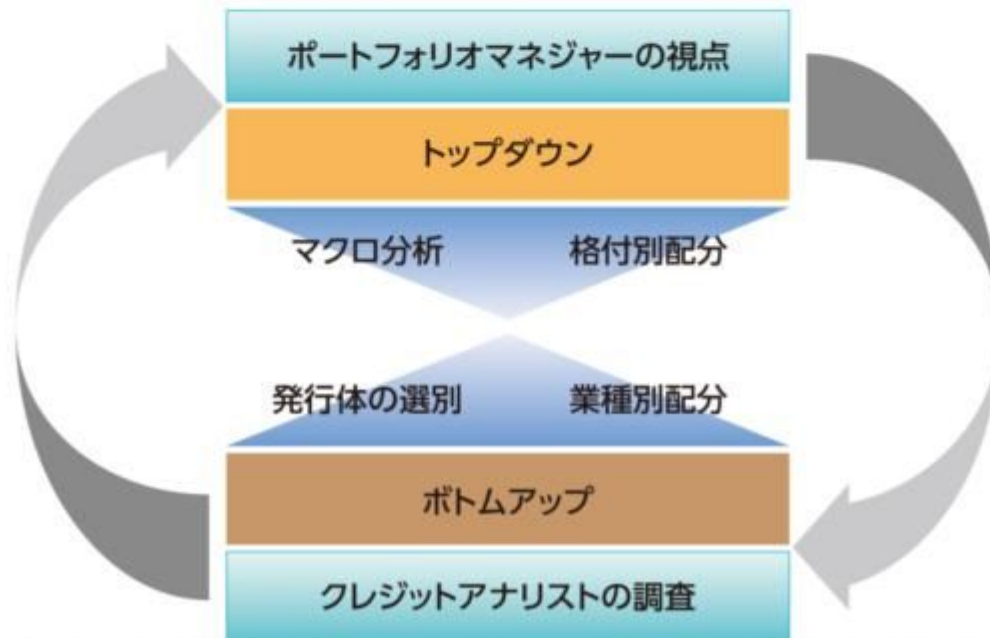 ポートフォリオマネジャーの視点
トップダウン
マクロ分析 格付別配分
発行体の選別 業種別配分
ボトムアップ
クレジットアナリストの調査